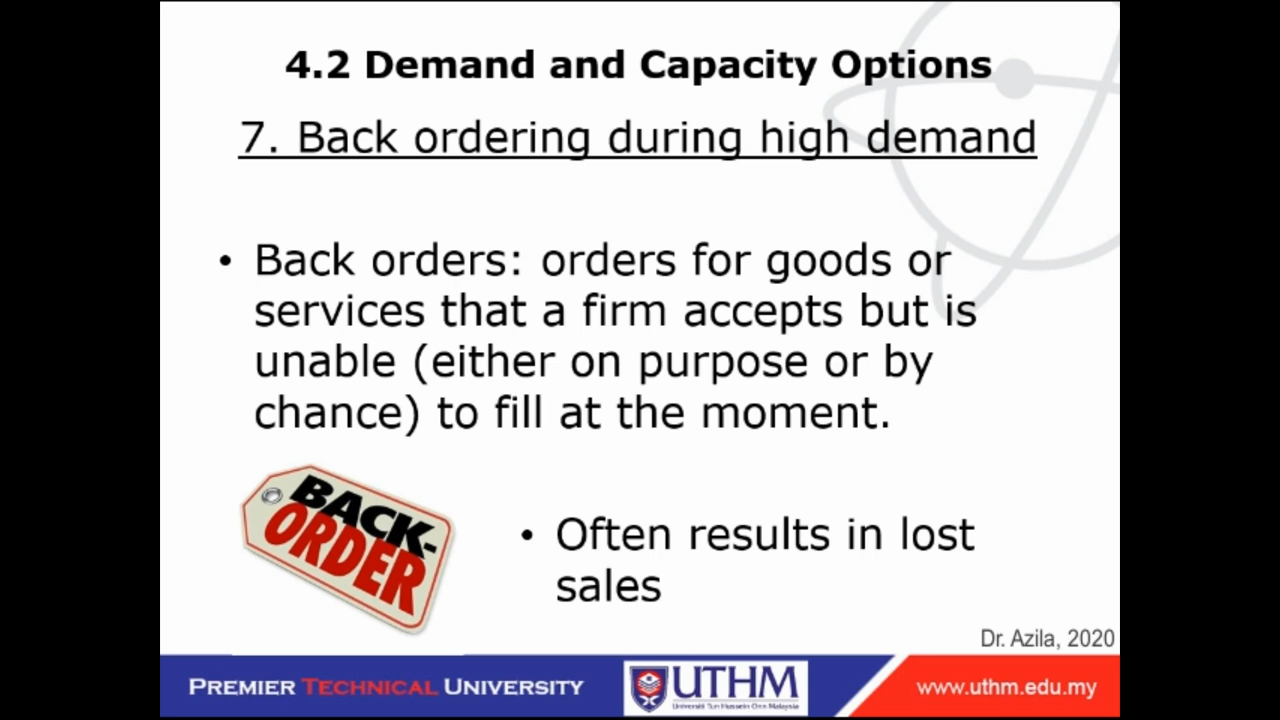 4.2 Demand and Capacity Options
7. Back ordering during high demand
• Back orders: orders for goods or
services that a firm accepts but is
unable (either on purpose or by
chance) to fill at the moment.
BACK-
ORDER
• Often results in lost
sales
Dr. Azila, 2020
PREMIER TECHNICAL UNIVERSITY
UTHM
Universiti Tun Hussein Onn Malaysia
www.uthm.edu.my